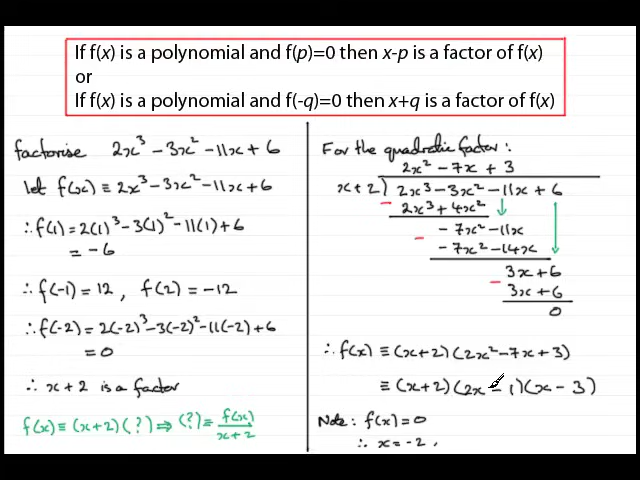 If f(x) is a polynomial and f(p)=0 then x-p is a factor of f(x)
or
If f(x) is a polynomial and f(-q)=0 then x+q is a factor of f(x)
factorise 2x³ - 3x² - 11x + 6
let f(x) ≡ 2x³ - 3x² - 11x + 6
∴ f(1) = 2(1)³ - 3(1)² - 11(1) + 6
= -6
∴ f(-1) = 12, f(2) = -12
∴ f(-2) = 2(-2)³ - 3(-2)² - 11(-2) + 6
= 0
∴ x + 2 is a factor
f(x) ≡ (x+2)(?) ⇒ (?) ≡ f(x)/x+2
For the quadratic factor:
2x² - 7x + 3
x+2 ) 2x³ - 3x² - 11x + 6
- 2x³ + 4x² ↓
-7x² - 11x
- -7x² - 14x ↓
3x + 6
- 3x + 6
0
∴ f(x) ≡ (x+2)(2x² - 7x + 3)
≡ (x+2)(2x - 1)(x - 3)
Note: f(x) = 0
∴ x = -2,